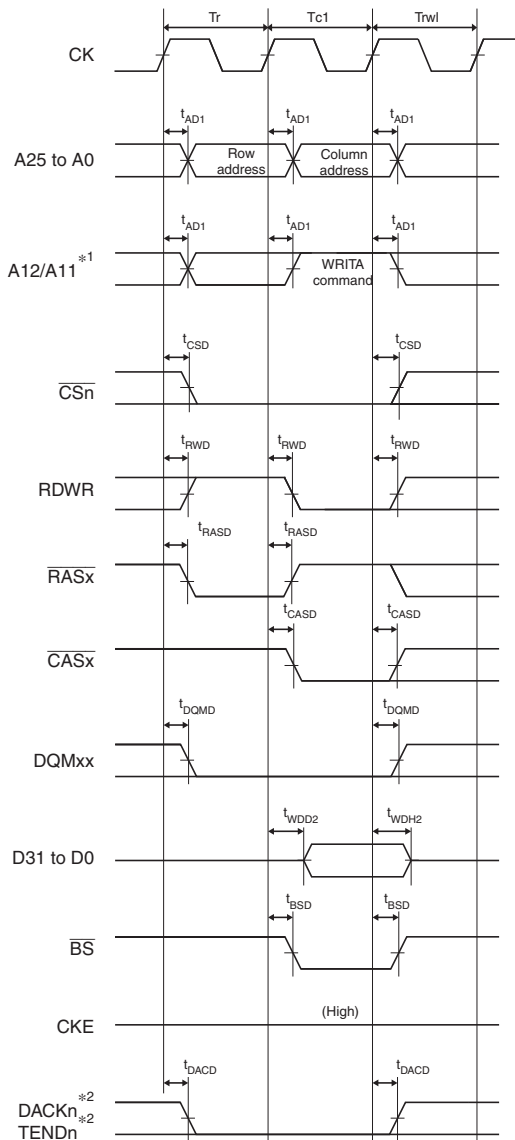 Tr Tc1 Trwl
CK
tAD1 tAD1 tAD1
A25 to A0
Row address
Column address
tAD1 tAD1 tAD1
A12/A11*1
WRITA command
tCSD tCSD
CSn
tRWD tRWD tRWD
RDWR
tRASD tRASD
RASx
tCASD tCASD
CASx
tDQMD tDQMD
DQMxx
tWDD2 tWDH2
D31 to D0
tBSD tBSD
BS
(High)
CKE
tDACD tDACD
DACKn*2
TENDn*2